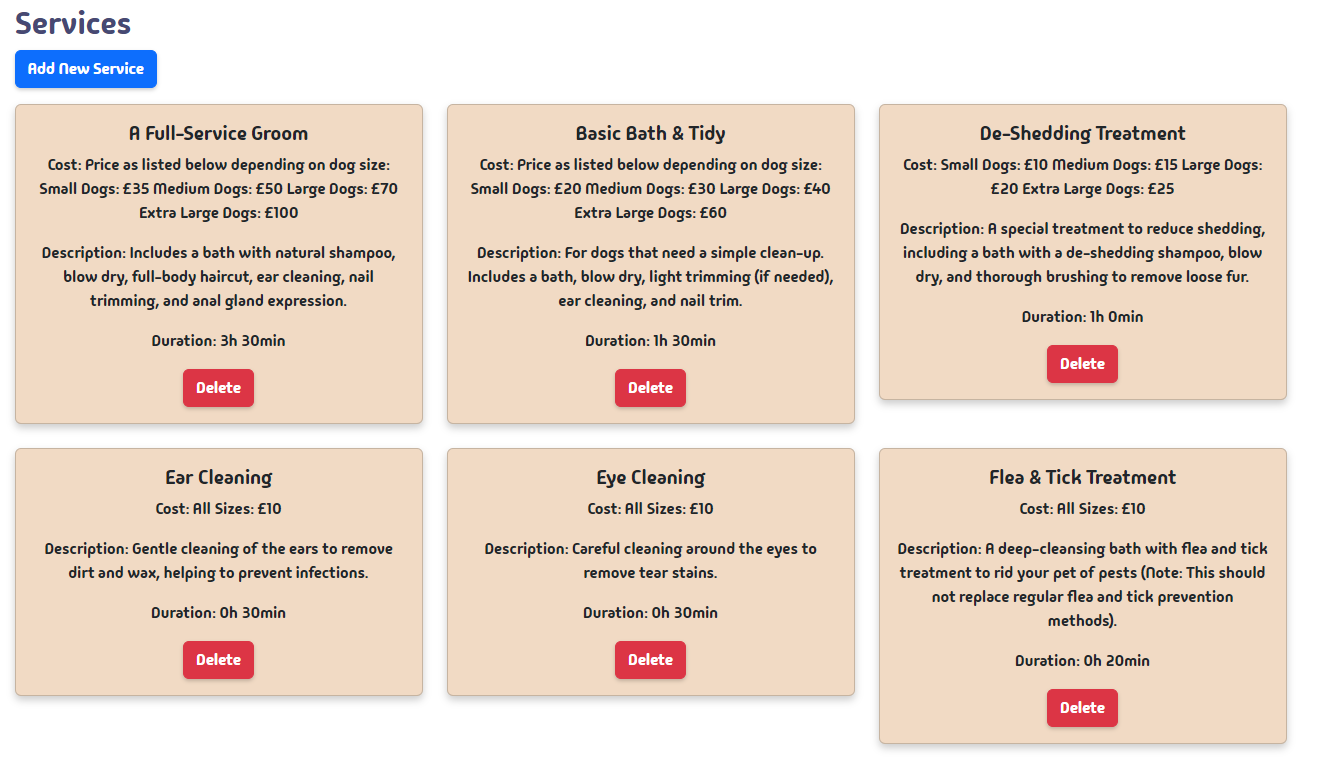 Services
Add New Service
A Full-Service Groom
Cost: Price as listed below depending on dog size:
Small Dogs: £35 Medium Dogs: £50 Large Dogs: £70
Extra Large Dogs: £100
Description: Includes a bath with natural shampoo,
blow dry, full-body haircut, ear cleaning, nail
trimming, and anal gland expression.
Duration: 3h 30min
Delete
Basic Bath & Tidy
Cost: Price as listed below depending on dog size:
Small Dogs: £20 Medium Dogs: £30 Large Dogs: £40
Extra Large Dogs: £60
Description: For dogs that need a simple clean-up.
Includes a bath, blow dry, light trimming (if needed),
ear cleaning, and nail trim.
Duration: 1h 30min
Delete
De-Shedding Treatment
Cost: Small Dogs: £10 Medium Dogs: £15 Large Dogs:
£20 Extra Large Dogs: £25
Description: A special treatment to reduce shedding,
including a bath with a de-shedding shampoo, blow
dry, and thorough brushing to remove loose fur.
Duration: 1h 0min
Delete
Ear Cleaning
Cost: All Sizes: £10
Description: Gentle cleaning of the ears to remove
dirt and wax, helping to prevent infections.
Duration: 0h 30min
Delete
Eye Cleaning
Cost: All Sizes: £10
Description: Careful cleaning around the eyes to
remove tear stains.
Duration: 0h 30min
Delete
Flea & Tick Treatment
Cost: All Sizes: £10
Description: A deep-cleansing bath with flea and tick
treatment to rid your pet of pests (Note: This should
not replace regular flea and tick prevention
methods).
Duration: 0h 20min
Delete